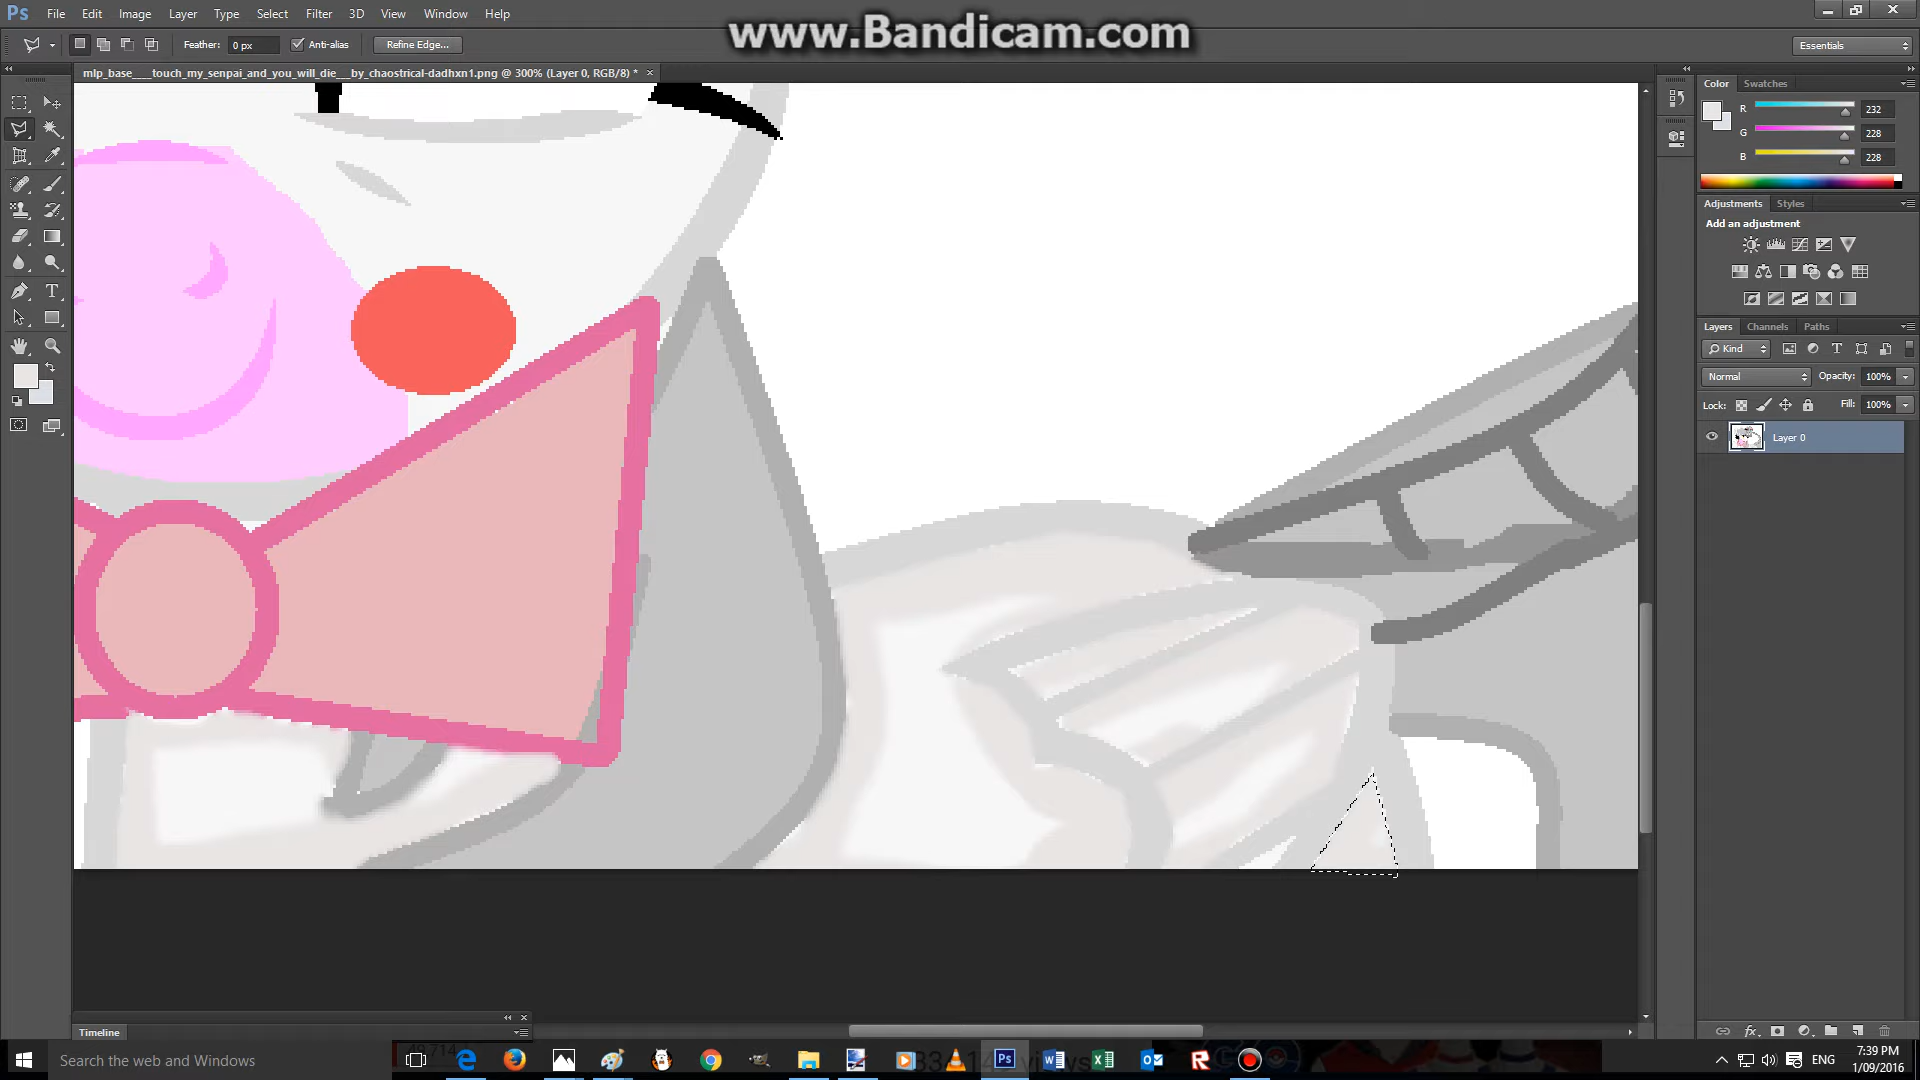 Ps File Edit Image Layer Type Select Filter 3D View Window Help
www.Bandicam.com
Feather: 0 px Anti-alias Refine Edge... Essentials
mlp_base___touch_my_senpai_and_you_will_die___by_chaostrical-dadhxn1.png @ 300% (Layer 0, RGB/8) *
Color Swatches
R 232
G 228
B 228
Adjustments Styles
Add an adjustment
Layers Channels Paths
Kind
Normal Opacity: 100%
Lock: Fill: 100%
Layer 0
Timeline
Search the web and Windows
ENG
7:39 PM
1/09/2016